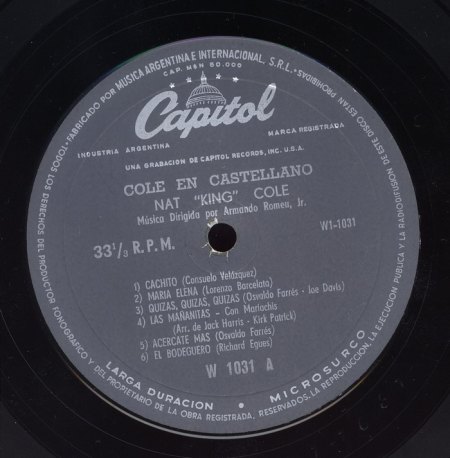 FABRICADO POR MUSICA ARGENTINA E INTERNACIONAL, S.R.L. • PROHIBIDAS
CAP. M$N 50.000
Capitol
INDUSTRIA ARGENTINA
MARCA REGISTRADA
UNA GRABACION DE CAPITOL RECORDS, INC. U.S.A.
COLE EN CASTELLANO
NAT "KING" COLE
Música Dirigida por Armando Romeu, Jr.
33 1/3 R.P.M.
W1-1031
1) CACHITO (Consuelo Velázquez)
2) MARIA ELENA (Lorenzo Barcelata)
3) QUIZAS, QUIZAS, QUIZAS (Osvaldo Farrés - Joe Davis)
4) LAS MAÑANITAS - Con Mariachis
(Arr. de Jack Harris - Kirk Patrick)
5) ACERCATE MAS (Osvaldo Farrés)
6) EL BODEGUERO (Richard Egues)
W 1031 A
LARGA DURACION • MICROSURCO
TODOS LOS DERECHOS DEL PRODUCTOR FONOGRAFICO Y DEL PROPIETARIO DE LA OBRA REGISTRADA, RESERVADOS. LA REPRODUCCION, EJECUCION PUBLICA Y LA RADIODIFUSION DE ESTE DISCO ESTAN